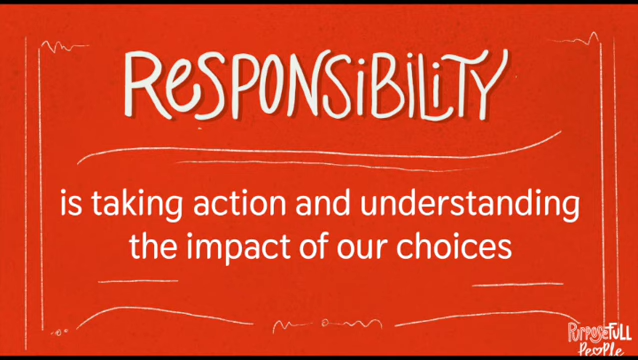 ReSPONSiBiLiTY
is taking action and understanding
the impact of our choices
PURPOSEFULL
PEOPLE